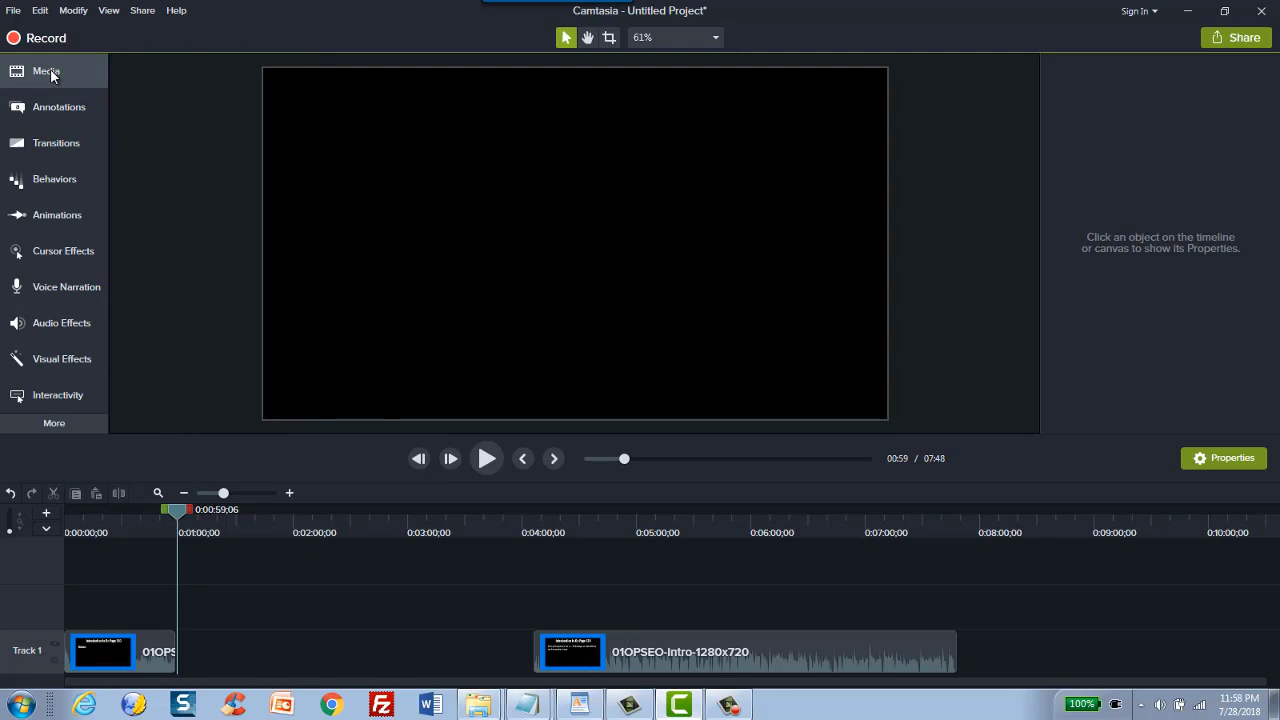 File Edit Modify View Share Help
Camtasia - Untitled Project*
Sign In
Record
61%
Share
Media
Annotations
Transitions
Behaviors
Animations
Cursor Effects
Voice Narration
Audio Effects
Visual Effects
Interactivity
More
Click an object on the timeline
or canvas to show its Properties.
00:59 / 07:48
Properties
0:00:59;06
0:00:00;00 0:01:00;00 0:02:00;00 0:03:00;00 0:04:00;00 0:05:00;00 0:06:00;00 0:07:00;00 0:08:00;00 0:09:00;00 0:10:00;00
Track 1
01OPS
01OPSEO-Intro-1280x720
100%
11:58 PM
7/28/2018